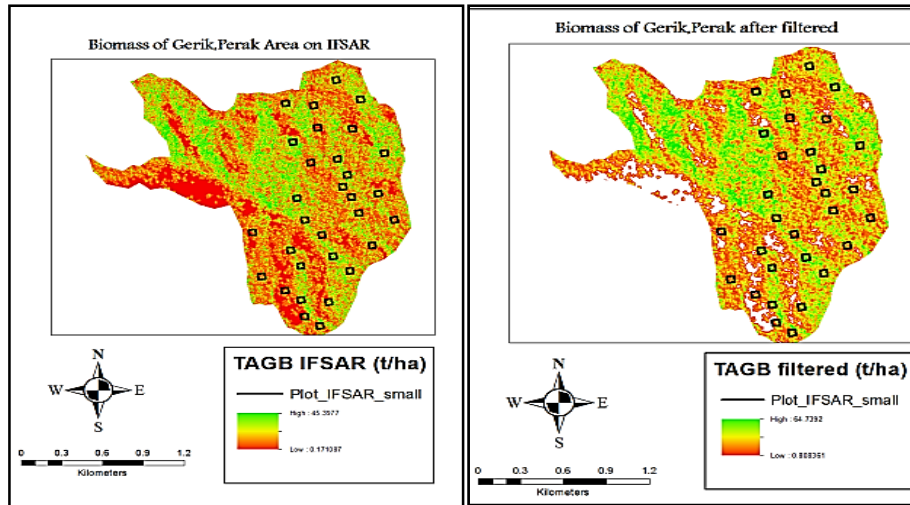 Biomass of Gerik,Perak Area on IFSAR
N
W E
S
0 0.3 0.6 0.9 1.2
Kilometers
TAGB IFSAR (t/ha)
Plot_IFSAR_small
High : 45.3977
Low : 0.171087
Biomass of Gerik,Perak after filtered
N
W E
S
0 0.3 0.6 0.9 1.2
Kilometers
TAGB filtered (t/ha)
Plot_IFSAR_small
High : 64.7392
Low : 0.808361